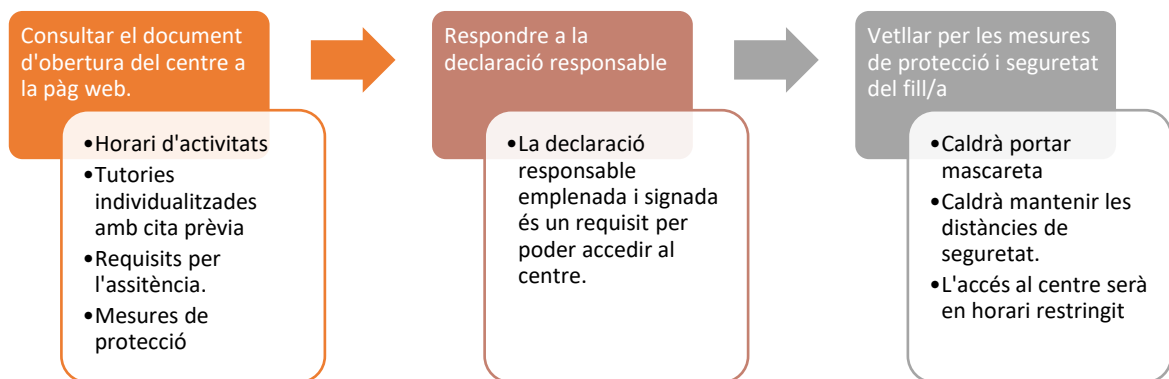 Consultar el document
d'obertura del centre a
la pàg web.
•Horari d'activitats
•Tutories
individualitzades
amb cita prèvia
•Requisits per
l'assitència.
•Mesures de
protecció
Respondre a la
declaració responsable
•La declaració
responsable
emplenada i signada
és un requisit per
poder accedir al
centre.
Vetllar per les mesures
de protecció i seguretat
del fill/a
•Caldrà portar
mascareta
•Caldrà mantenir les
distàncies de
seguretat.
•L'accés al centre serà
en horari restringit